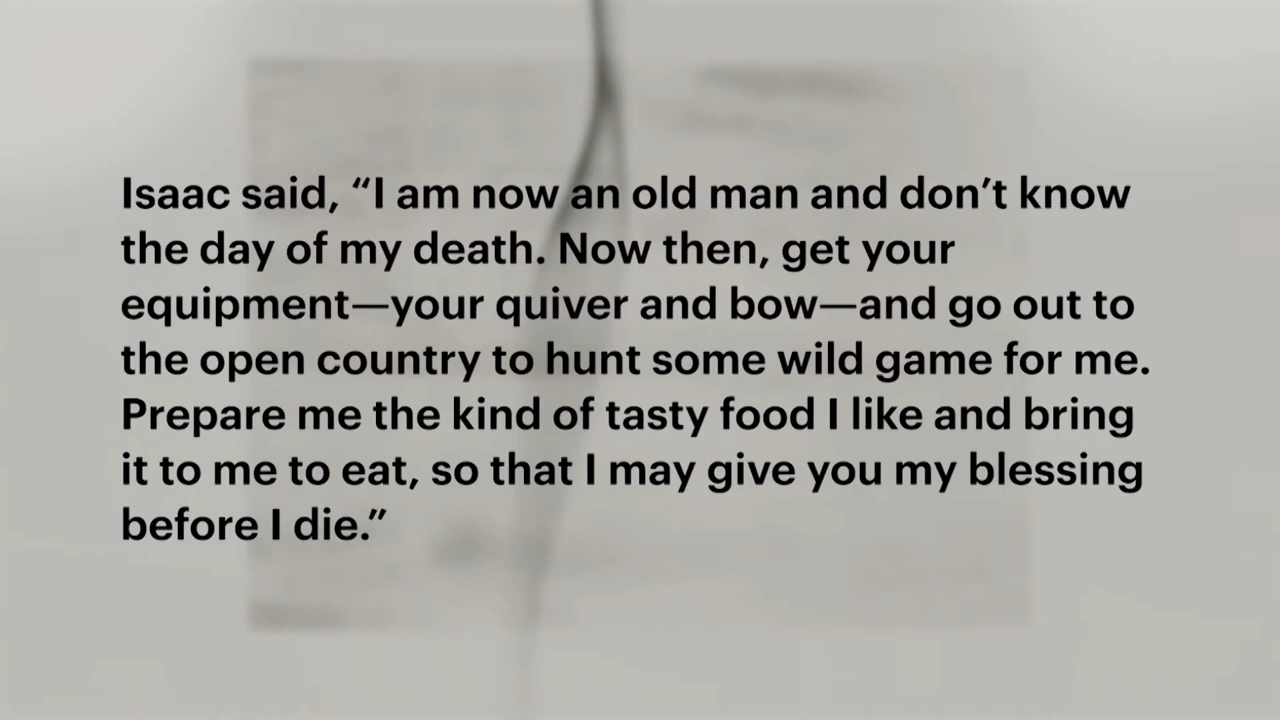 Isaac said, “I am now an old man and don’t know
the day of my death. Now then, get your
equipment—your quiver and bow—and go out to
the open country to hunt some wild game for me.
Prepare me the kind of tasty food I like and bring
it to me to eat, so that I may give you my blessing
before I die.”